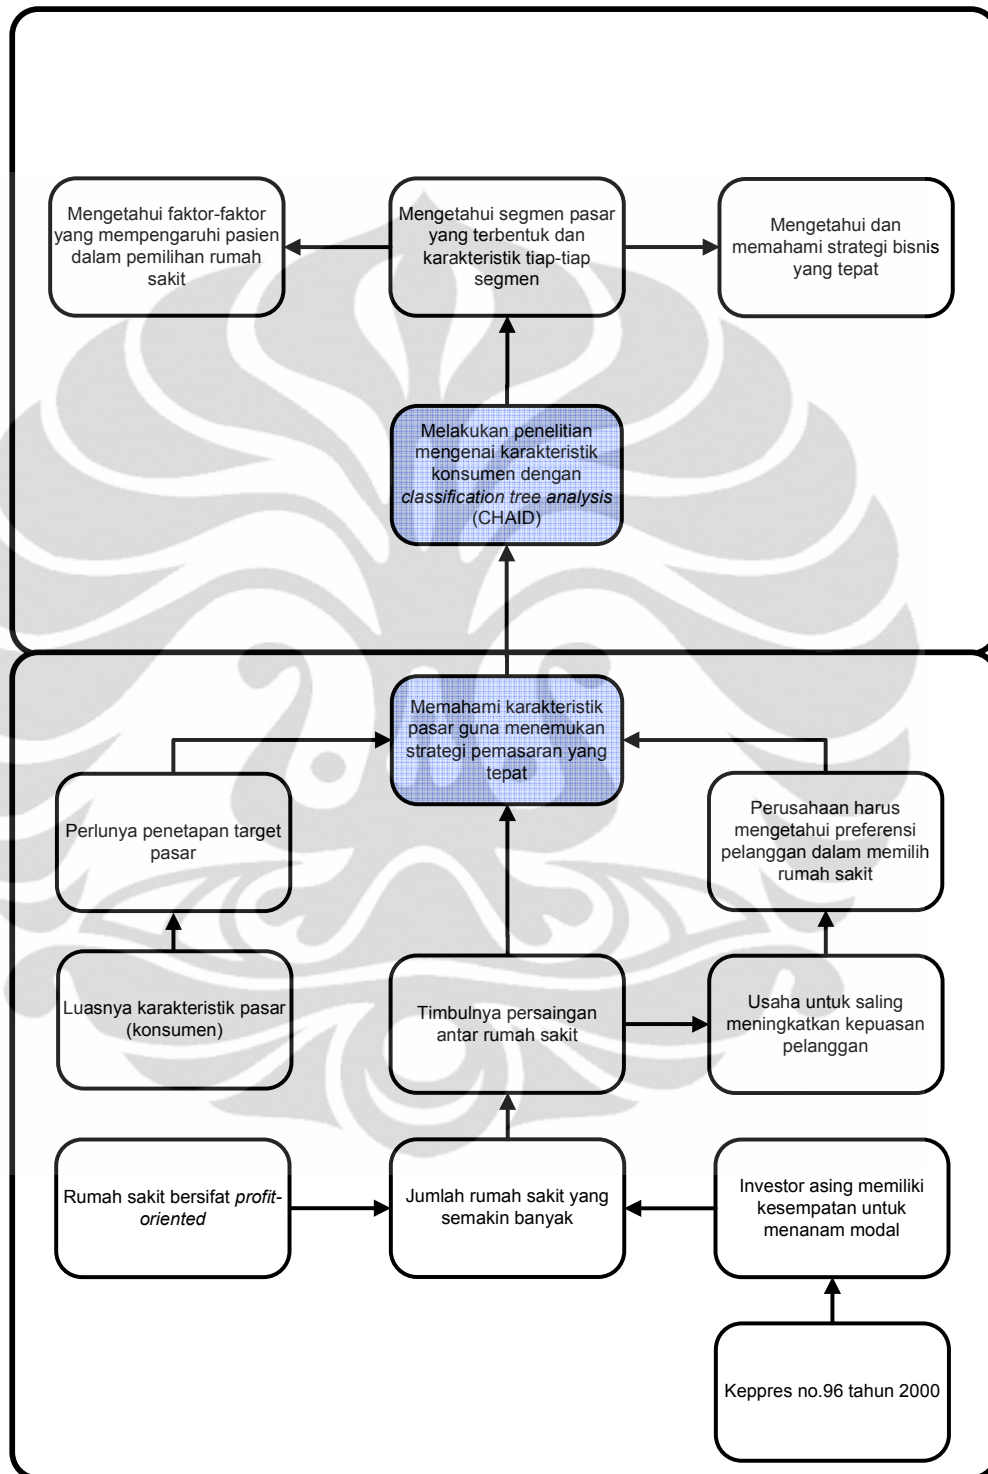 Mengetahui faktor-faktor
yang mempengaruhi pasien
dalam pemilihan rumah
sakit
Mengetahui segmen pasar
yang terbentuk dan
karakteristik tiap-tiap
segmen
Mengetahui dan
memahami strategi bisnis
yang tepat
Melakukan penelitian
mengenai karakteristik
konsumen dengan
classification tree analysis
(CHAID)
Memahami karakteristik
pasar guna menemukan
strategi pemasaran yang
tepat
Perlunya penetapan target
pasar
Perusahaan harus
mengetahui preferensi
pelanggan dalam memilih
rumah sakit
Luasnya karakteristik pasar
(konsumen)
Timbulnya persaingan
antar rumah sakit
Usaha untuk saling
meningkatkan kepuasan
pelanggan
Rumah sakit bersifat profit-
oriented
Jumlah rumah sakit yang
semakin banyak
Investor asing memiliki
kesempatan untuk
menanam modal
Keppres no.96 tahun 2000